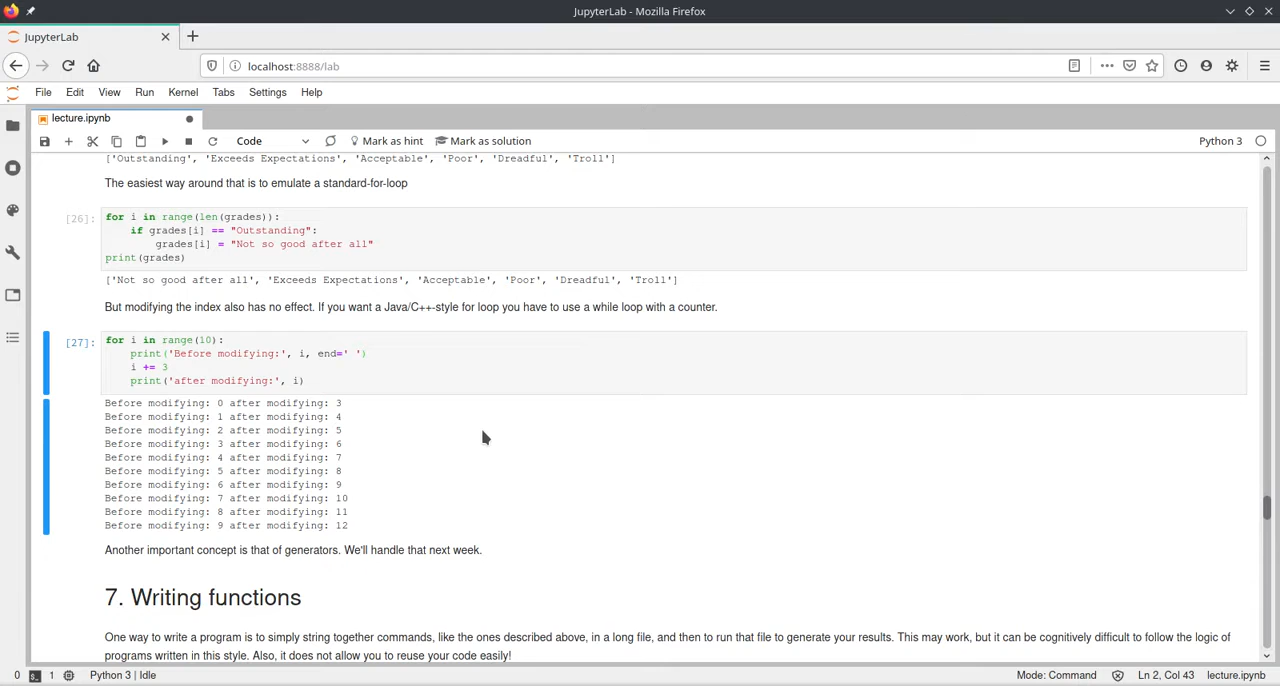 JupyterLab - Mozilla Firefox
JupyterLab
localhost:8888/lab
File Edit View Run Kernel Tabs Settings Help
lecture.ipynb
Code Mark as hint Mark as solution Python 3
['Outstanding', 'Exceeds Expectations', 'Acceptable', 'Poor', 'Dreadful', 'Troll']
The easiest way around that is to emulate a standard-for-loop
[26]: for i in range(len(grades)):
    if grades[i] == "Outstanding":
        grades[i] = "Not so good after all"
print(grades)
['Not so good after all', 'Exceeds Expectations', 'Acceptable', 'Poor', 'Dreadful', 'Troll']
But modifying the index also has no effect. If you want a Java/C++-style for loop you have to use a while loop with a counter.
[27]: for i in range(10):
    print('Before modifying:', i, end=' ')
    i += 3
    print('after modifying:', i)
Before modifying: 0 after modifying: 3
Before modifying: 1 after modifying: 4
Before modifying: 2 after modifying: 5
Before modifying: 3 after modifying: 6
Before modifying: 4 after modifying: 7
Before modifying: 5 after modifying: 8
Before modifying: 6 after modifying: 9
Before modifying: 7 after modifying: 10
Before modifying: 8 after modifying: 11
Before modifying: 9 after modifying: 12
Another important concept is that of generators. We'll handle that next week.
7. Writing functions
One way to write a program is to simply string together commands, like the ones described above, in a long file, and then to run that file to generate your results. This may work, but it can be cognitively difficult to follow the logic of
programs written in this style. Also, it does not allow you to reuse your code easily!
0 1 Python 3 | Idle Mode: Command Ln 2, Col 43 lecture.ipynb